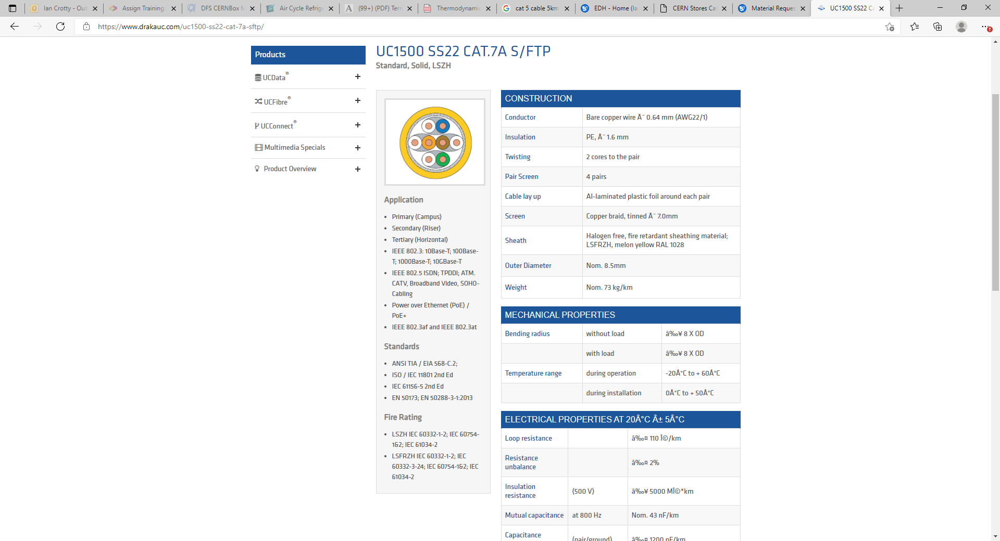 Ian Crotty - Out
Assign Training
DFS CERNBox M
Air Cycle Refrig
(99+) (PDF) Terr
Thermodynamic
cat 5 cable 5km
EDH - Home (Ia
CERN Stores Cat
Material Reques
UC1500 SS22 Ca
https://www.drakauc.com/uc1500-ss22-cat-7a-sftp/
Products
UCData®
UCFibre®
UCConnect®
Multimedia Specials
Product Overview
UC1500 SS22 CAT.7A S/FTP
Standard, Solid, LSZH
Application
• Primary (Campus)
• Secondary (Riser)
• Tertiary (Horizontal)
• IEEE 802.3: 10Base-T; 100Base-
T; 1000Base-T; 10GBase-T
• IEEE 802.5 ISDN; TPDDI; ATM.
CATV, Broadband Video, SOHO-
Cabling
• Power over Ethernet (PoE) /
PoE+
• IEEE 802.3af and IEEE 802.3at
Standards
• ANSI TIA / EIA 568-C.2;
• ISO / IEC 11801 2nd Ed
• IEC 61156-5 2nd Ed
• EN 50173; EN 50288-3-1:2013
Fire Rating
• LSZH IEC 60332-1-2; IEC 60754-
1&2; IEC 61034-2
• LSFRZH IEC 60332-1-2; IEC
60332-3-24; IEC 60754-1&2; IEC
61034-2
CONSTRUCTION
Conductor Bare copper wire Ã¯ 0.64 mm (AWG22/1)
Insulation PE, Ã¯ 1.6 mm
Twisting 2 cores to the pair
Pair Screen 4 pairs
Cable lay up Al-laminated plastic foil around each pair
Screen Copper braid, tinned Ã¯ 7.0mm
Sheath Halogen free, fire retardant sheathing material;
LSFRZH, melon yellow RAL 1028
Outer Diameter Nom. 8.5mm
Weight Nom. 73 kg/km
MECHANICAL PROPERTIES
Bending radius without load â‰¥ 8 X OD
with load â‰¥ 8 X OD
Temperature range during operation -20Â°C to + 60Â°C
during installation 0Â°C to + 50Â°C
ELECTRICAL PROPERTIES AT 20Â°C Â± 5Â°C
Loop resistance â‰¤ 110 Î©/km
Resistance
unbalance â‰¤ 2%
Insulation
resistance (500 V) â‰¥ 5000 MÎ©*km
Mutual capacitance at 800 Hz Nom. 43 nF/km
Capacitance
(pair/ground) â‰¤ 1200 pF/km